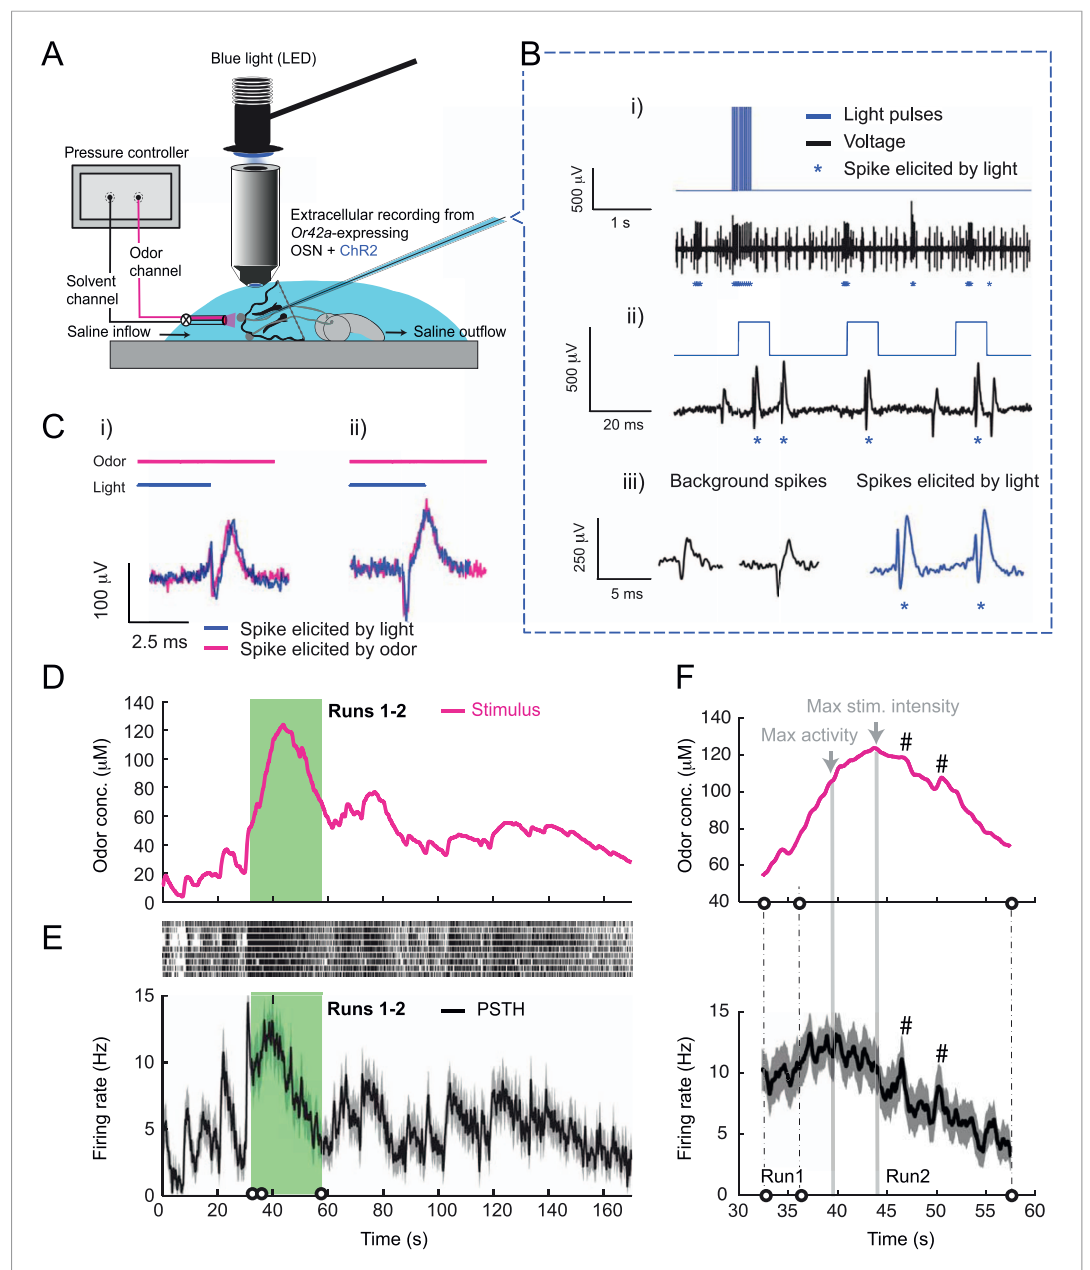 A
Blue light (LED)
Pressure controller
Odor
channel
Solvent
channel
Saline inflow
Extracellular recording from
Or42a-expressing
OSN + ChR2
Saline outflow
B
i)
500 µV
1 s
Light pulses
Voltage
* Spike elicited by light
ii)
500 µV
20 ms
* * * *
iii)
Background spikes
Spikes elicited by light
250 µV
5 ms
* *
C
i)
ii)
Odor
Light
100 µV
2.5 ms
Spike elicited by light
Spike elicited by odor
D
Odor conc. (µM)
140
120
100
80
60
40
20
0
Runs 1-2
Stimulus
E
Firing rate (Hz)
15
10
5
0
Runs 1-2
PSTH
0 20 40 60 80 100 120 140 160
Time (s)
F
Odor conc. (µM)
140
120
100
80
60
40
Max stim. intensity
Max activity
# #
Firing rate (Hz)
15
10
5
0
# #
Run1
Run2
30 35 40 45 50 55 60
Time (s)